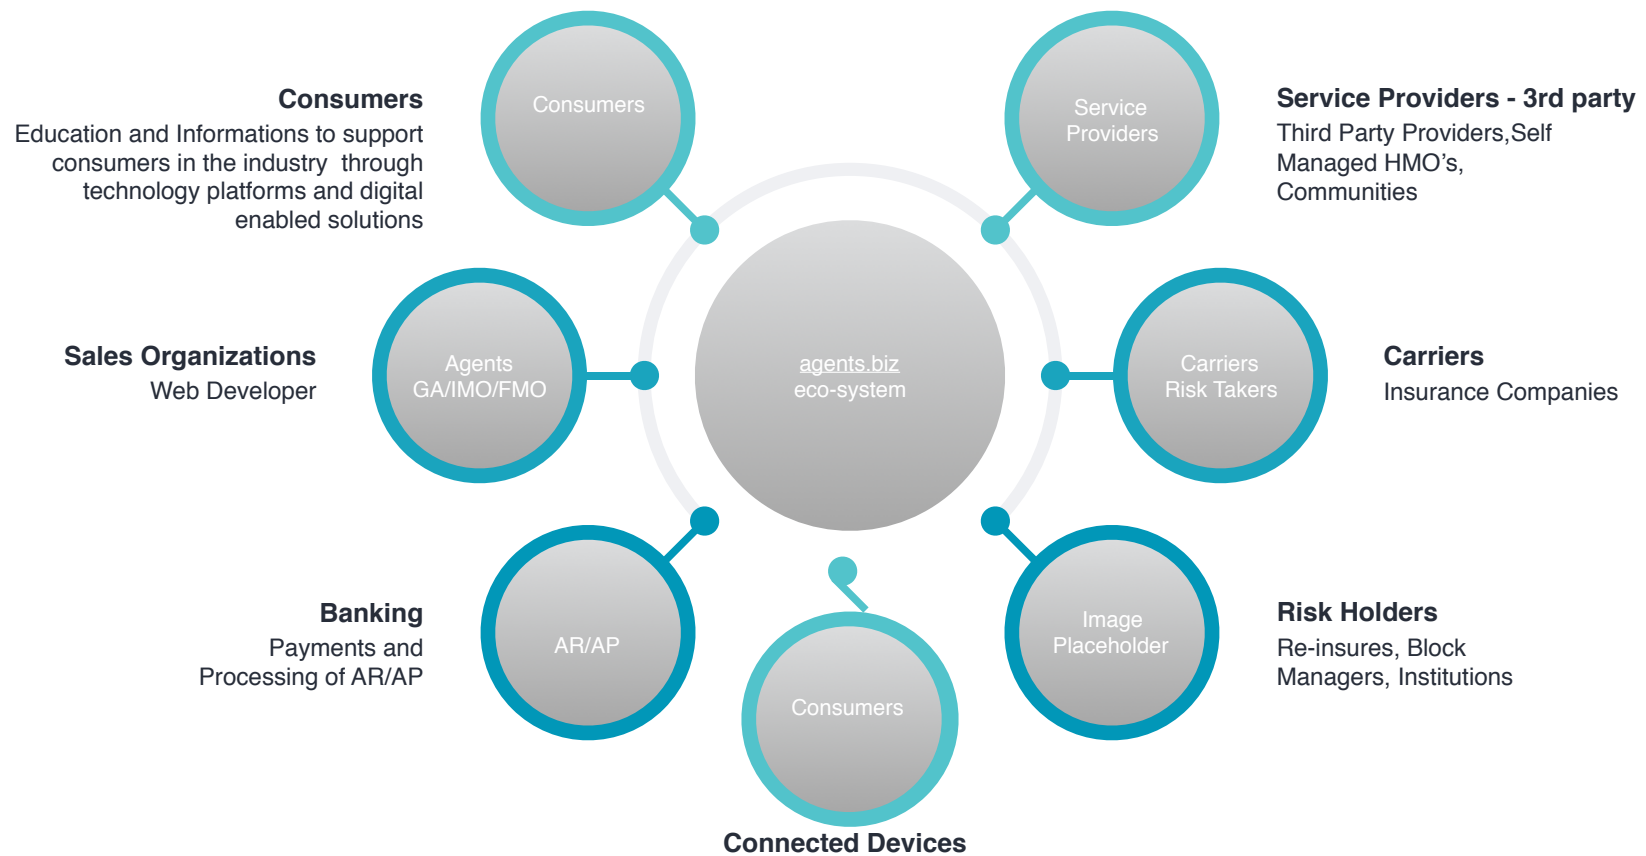 Consumers
Education and Informations to support
consumers in the industry  through
technology platforms and digital
enabled solutions
Consumers
Service
Providers
Service Providers - 3rd party
Third Party Providers,Self
Managed HMO’s,
Communities
Sales Organizations
Web Developer
Agents
GA/IMO/FMO
agents.biz
eco-system
Carriers
Risk Takers
Carriers
Insurance Companies
Banking
Payments and
Processing of AR/AP
AR/AP
Consumers
Connected Devices
Image
Placeholder
Risk Holders
Re-insures, Block
Managers, Institutions